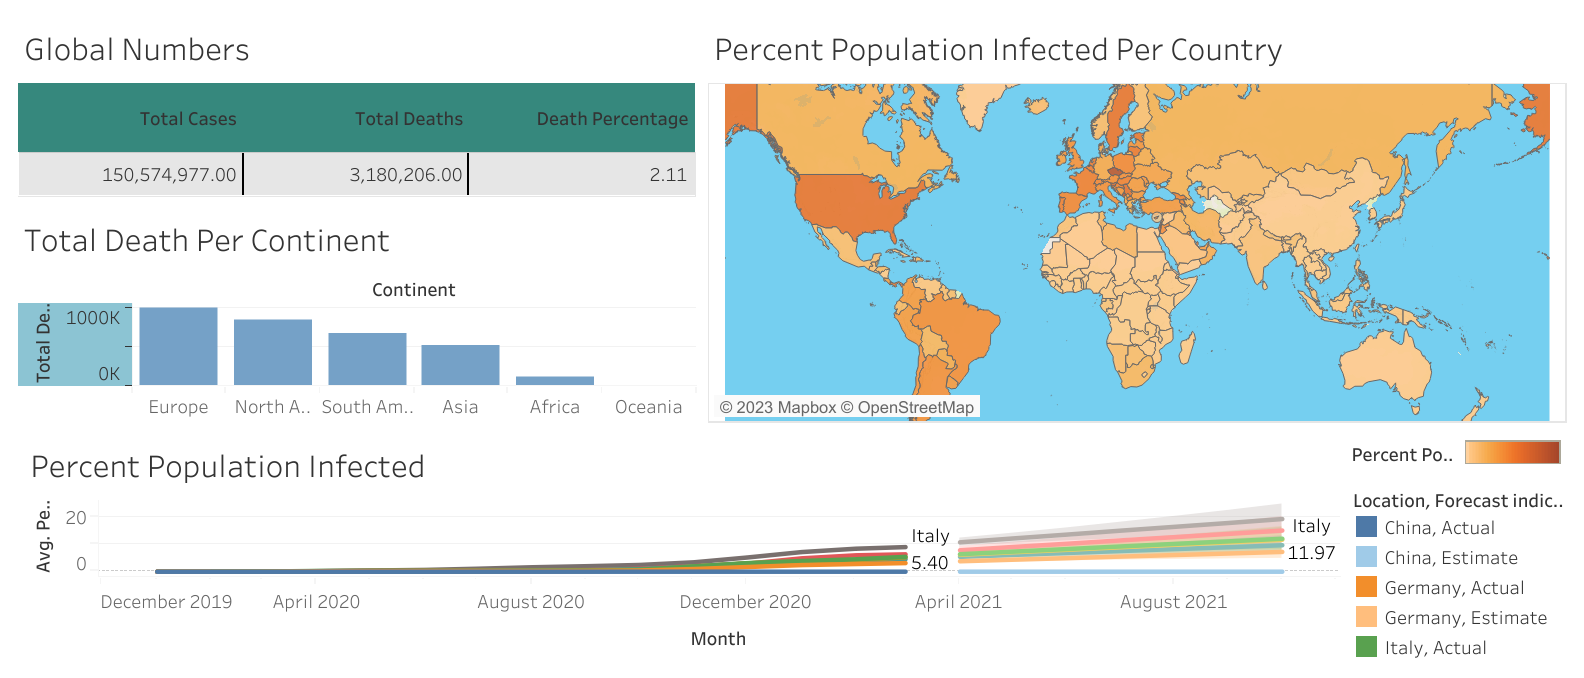 Global Numbers
Total Cases Total Deaths Death Percentage
150,574,977.00 3,180,206.00 2.11
Total Death Per Continent
Continent
Total De..
1000K
0K
Europe North A.. South Am.. Asia Africa Oceania
Percent Population Infected Per Country
© 2023 Mapbox © OpenStreetMap
Percent Population Infected
Avg. Pe..
20
0
Italy
5.40
Italy
11.97
December 2019 April 2020 August 2020 December 2020 April 2021 August 2021
Month
Percent Po..
Location, Forecast indic..
China, Actual
China, Estimate
Germany, Actual
Germany, Estimate
Italy, Actual